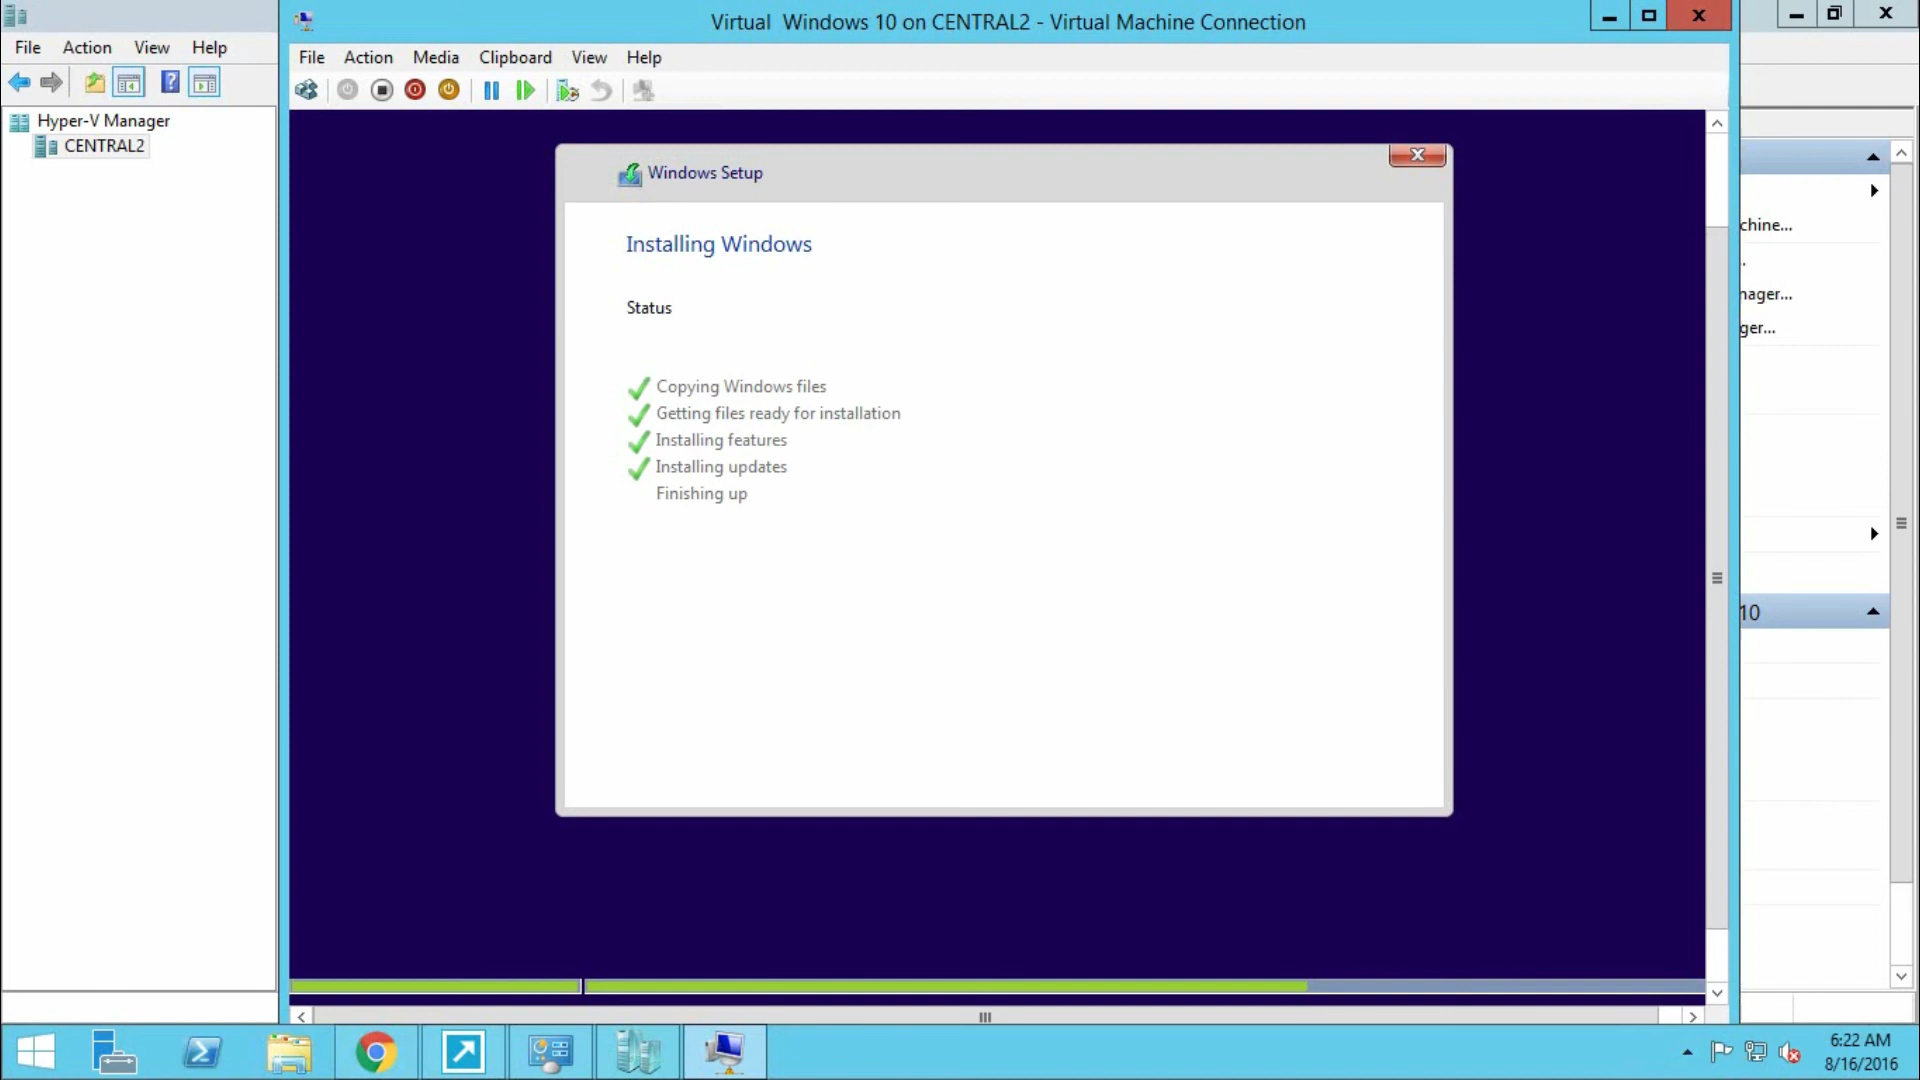 Virtual  Windows 10 on CENTRAL2 - Virtual Machine Connection
File Action View Help
File Action Media Clipboard View Help
Hyper-V Manager
CENTRAL2
Windows Setup
Installing Windows
Status
Copying Windows files
Getting files ready for installation
Installing features
Installing updates
Finishing up
chine...
..
nager...
ger...
10
6:22 AM
8/16/2016